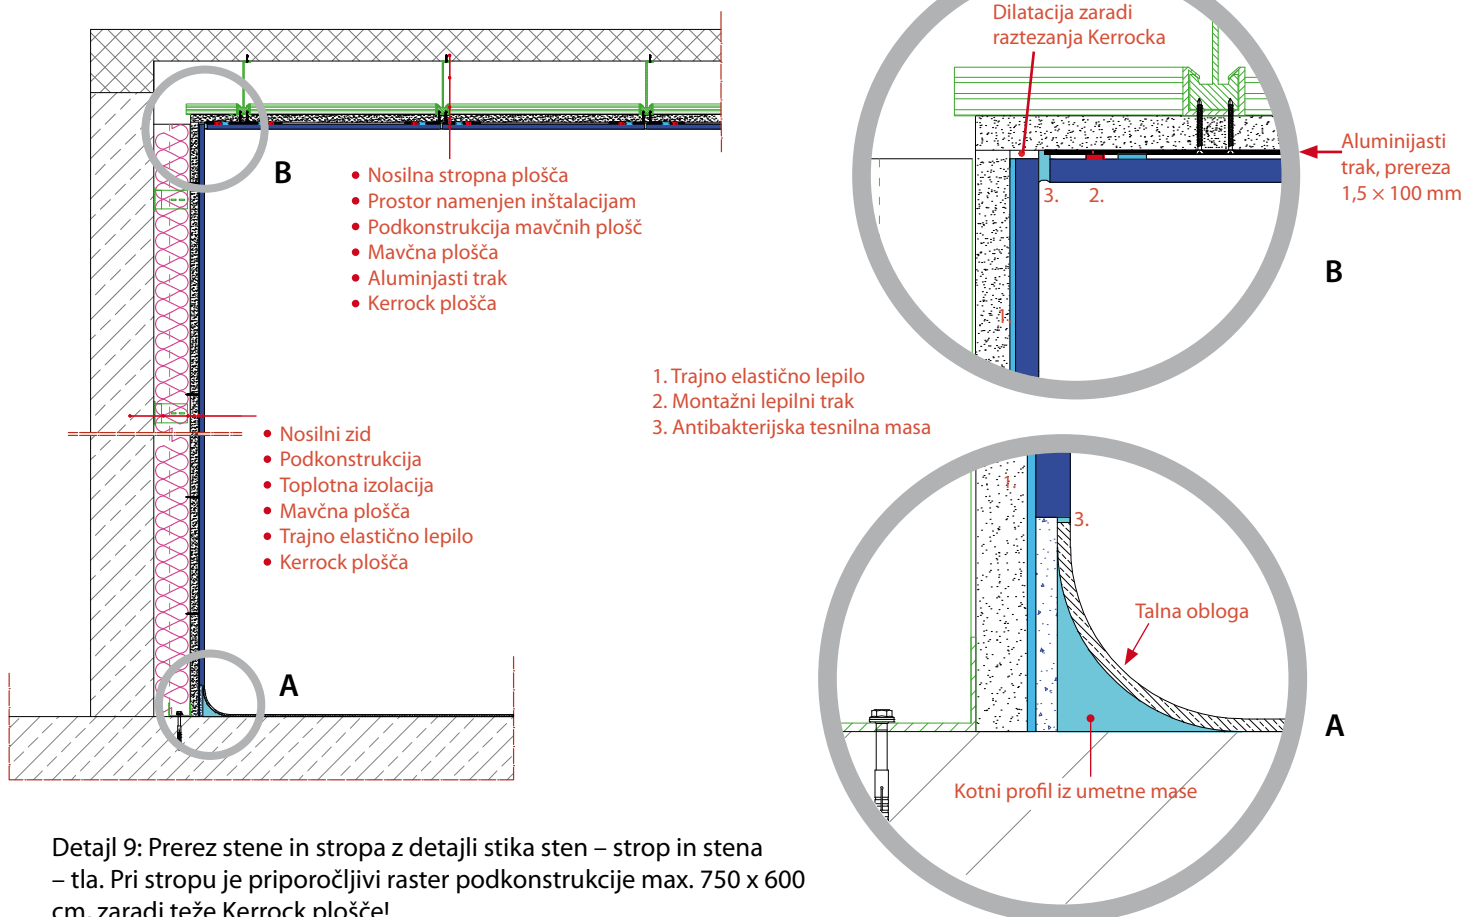 Dilatacija zaradi
raztezanja Kerrocka
Aluminijasti
trak, prereza
1,5 × 100 mm
3. 2.
1.
B
B
• Nosilna stropna plošča
• Prostor namenjen inštalacijam
• Podkonstrukcija mavčnih plošč
• Mavčna plošča
• Aluminjasti trak
• Kerrock plošča
1. Trajno elastično lepilo
2. Montažni lepilni trak
3. Antibakterijska tesnilna masa
• Nosilni zid
• Podkonstrukcija
• Toplotna izolacija
• Mavčna plošča
• Trajno elastično lepilo
• Kerrock plošča
A
1.
3.
Talna obloga
A
Kotni profil iz umetne mase
Detajl 9: Prerez stene in stropa z detajli stika sten – strop in stena
– tla. Pri stropu je priporočljivi raster podkonstrukcije max. 750 x 600
cm, zaradi teže Kerrock plošče!